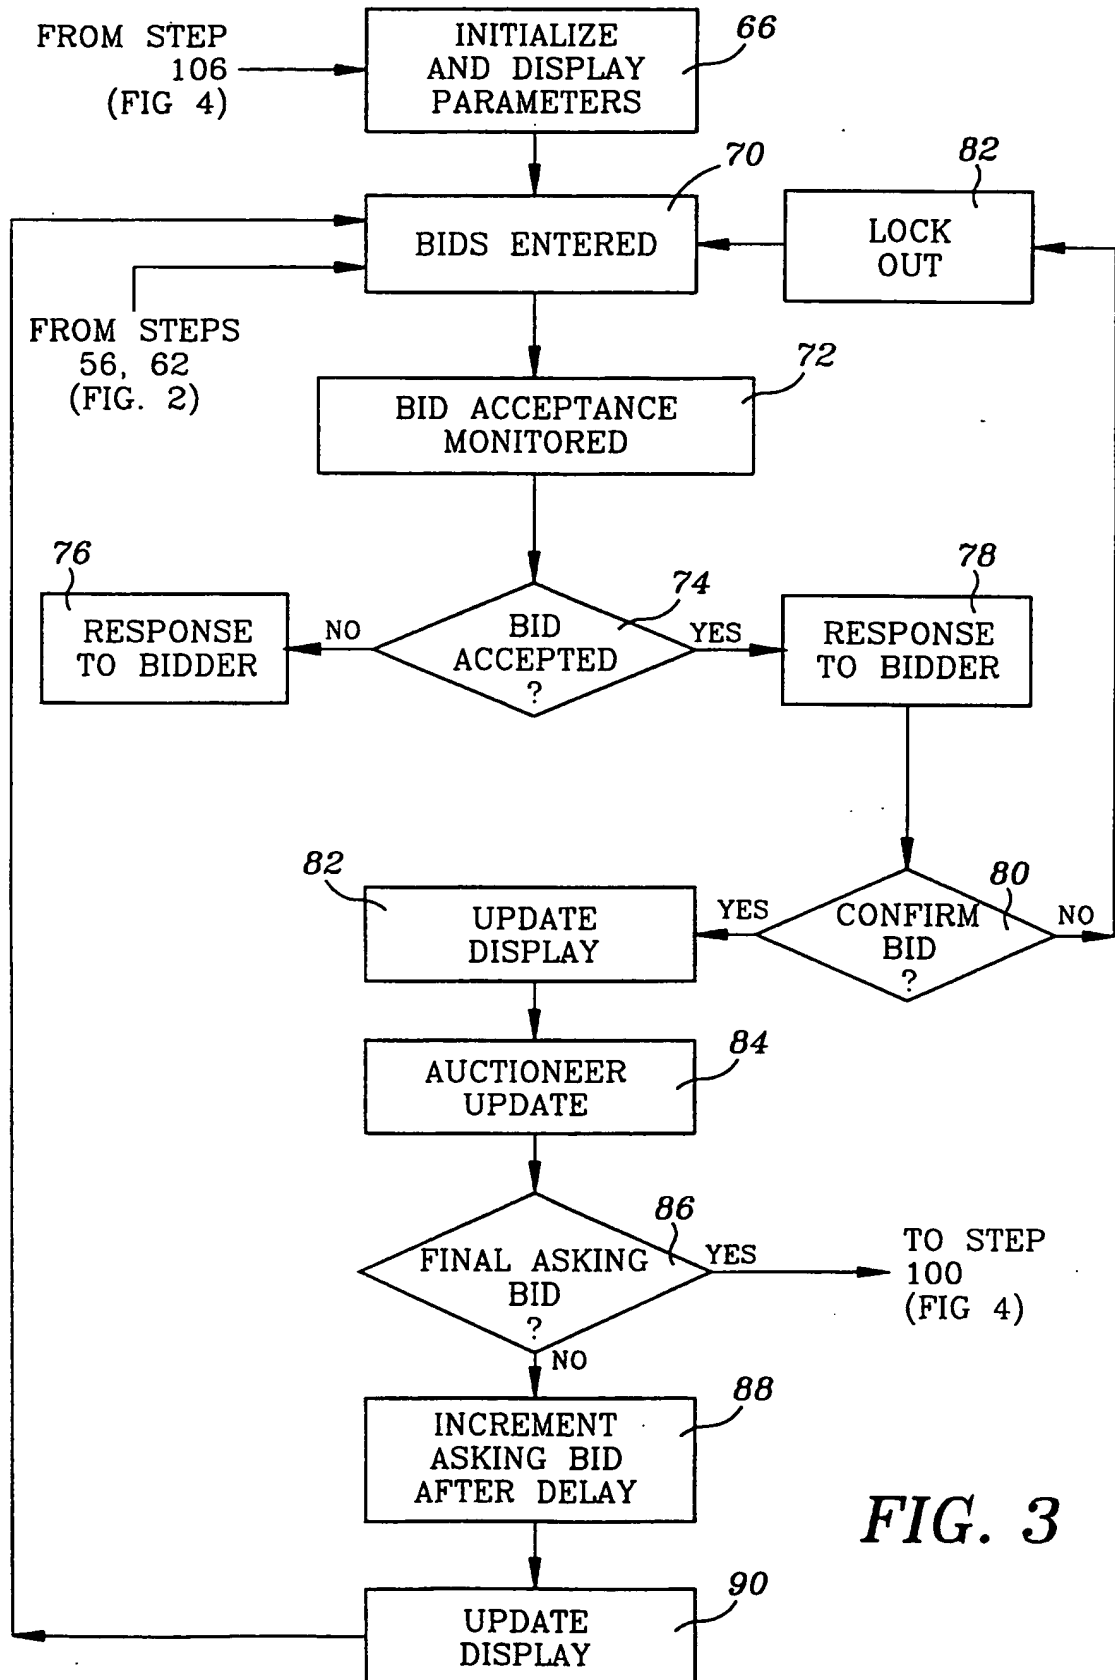 FROM STEP
106
(FIG 4)
INITIALIZE
AND DISPLAY
PARAMETERS
66
70
82
BIDS ENTERED
LOCK
OUT
FROM STEPS
56, 62
(FIG. 2)
72
BID ACCEPTANCE
MONITORED
76
74
78
RESPONSE
TO BIDDER
NO
BID
ACCEPTED
?
YES
RESPONSE
TO BIDDER
82
80
UPDATE
DISPLAY
YES
CONFIRM
BID
?
NO
84
AUCTIONEER
UPDATE
86
FINAL ASKING
BID
?
YES
TO STEP
100
(FIG 4)
NO
88
INCREMENT
ASKING BID
AFTER DELAY
FIG. 3
90
UPDATE
DISPLAY